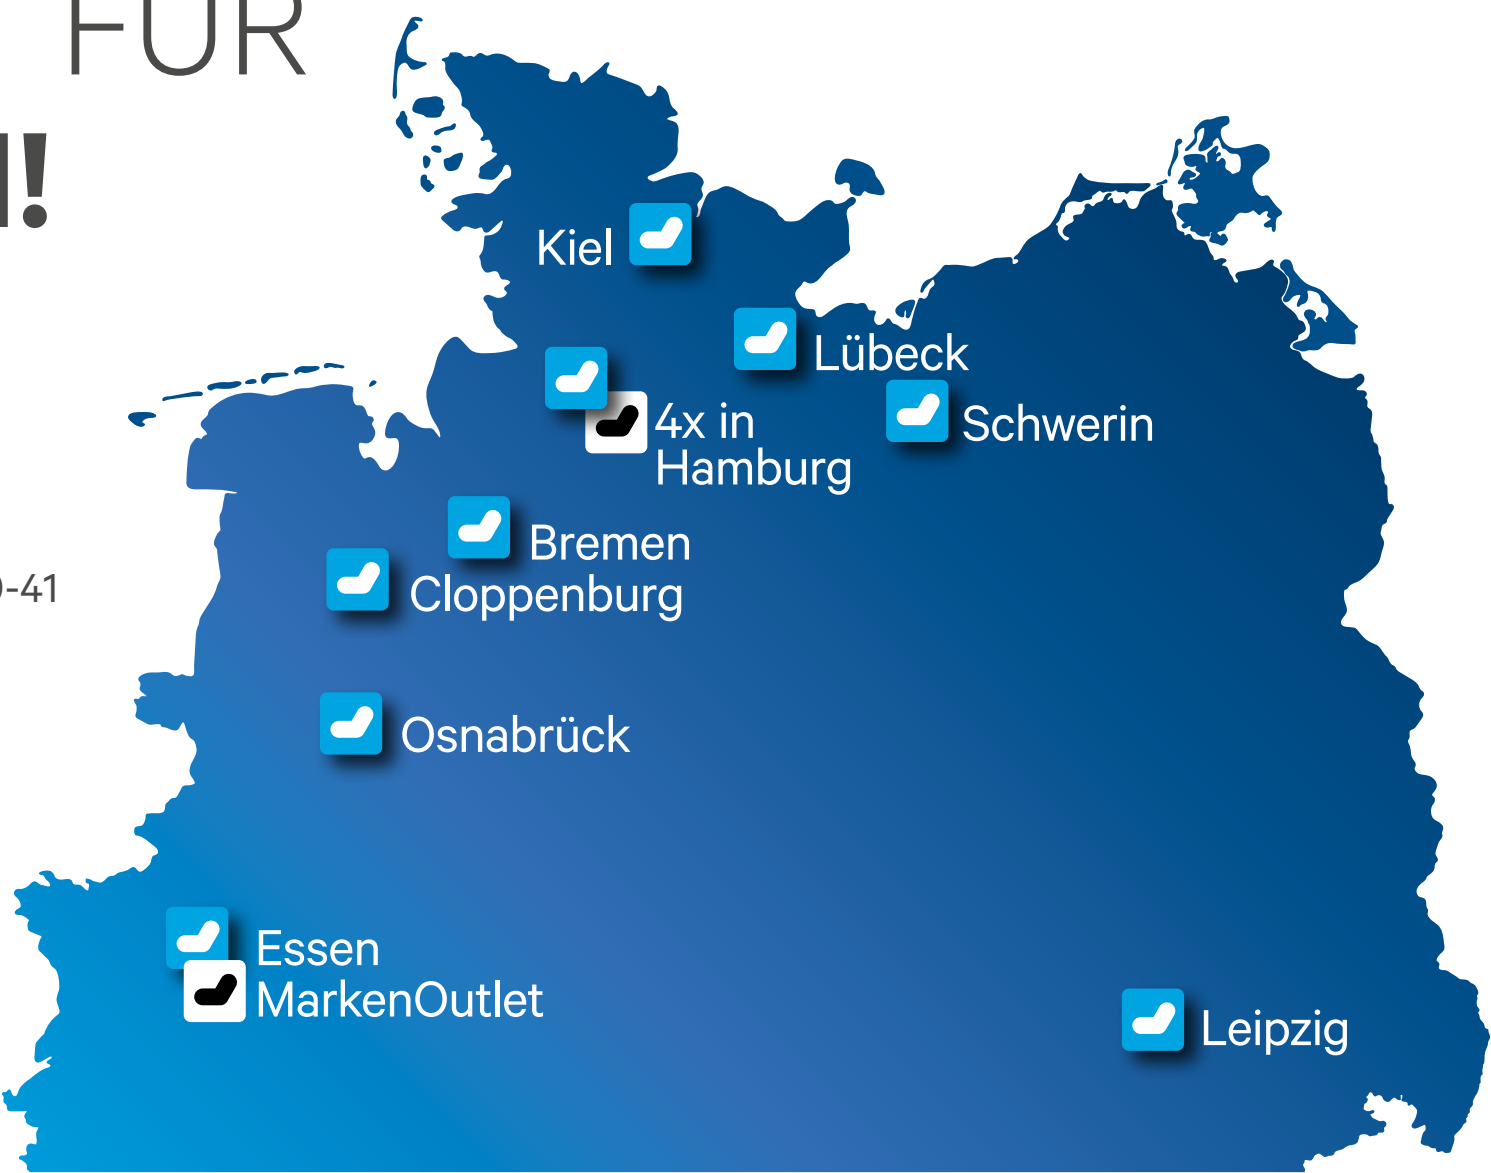 FÜR
!
-41
Kiel
Lübeck
4x in
Hamburg
Schwerin
Bremen
Cloppenburg
Osnabrück
Essen
MarkenOutlet
Leipzig